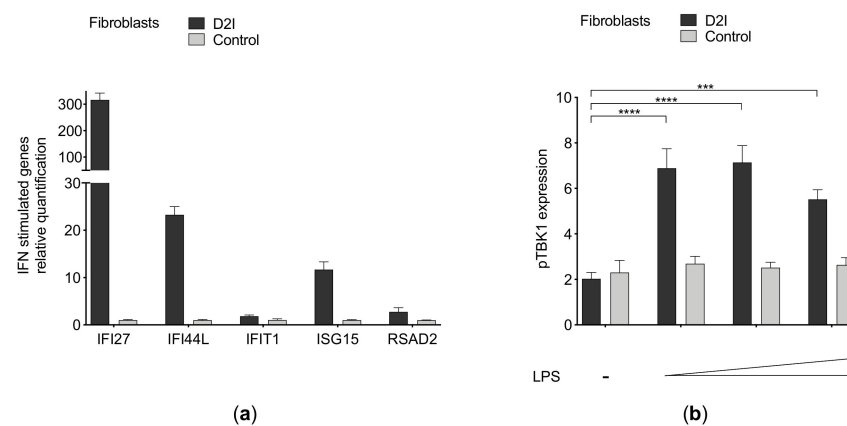 Fibroblasts D2I
Control
IFN stimulated genes
relative quantification
300
200
100
30
20
10
0
IFI27 IFI44L IFIT1 ISG15 RSAD2
(a)
Fibroblasts D2I
Control
pTBK1 expression
10
8
6
4
2
0
***
****
****
LPS -
(b)